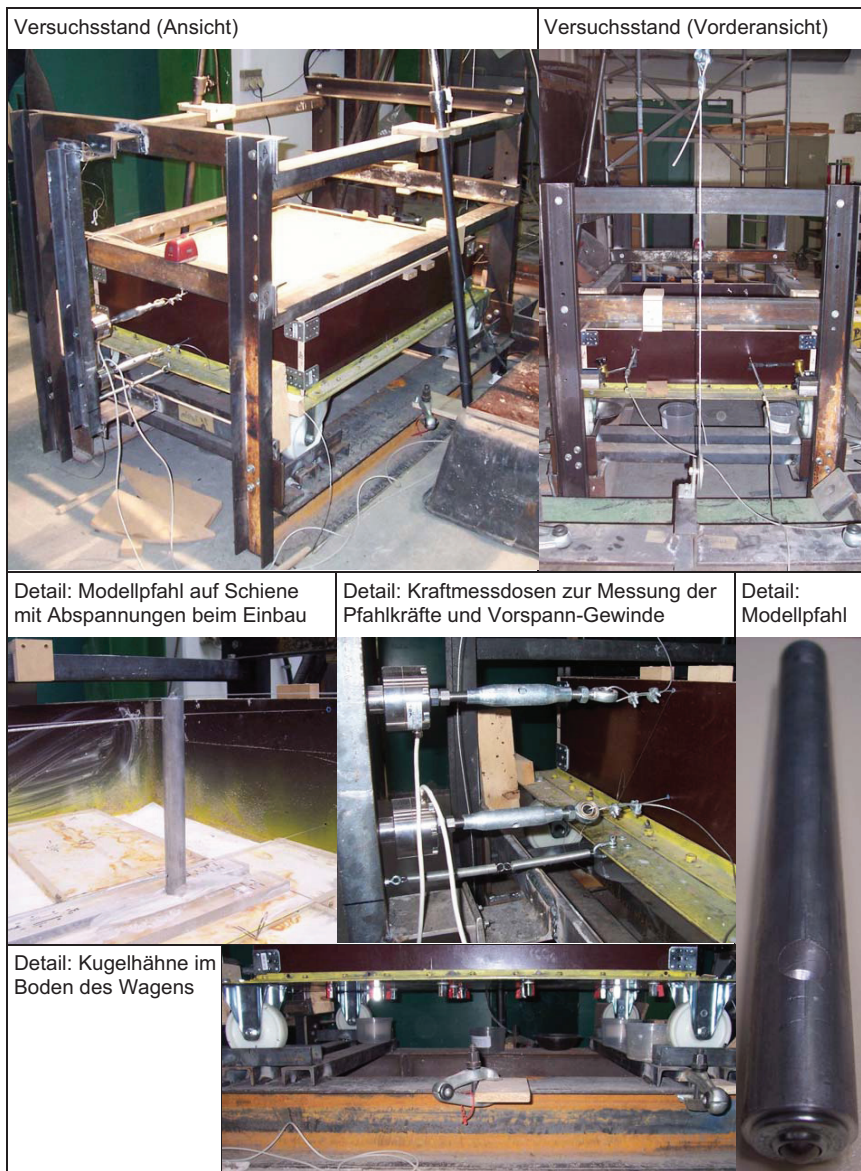 Versuchsstand (Ansicht)
Versuchsstand (Vorderansicht)
Detail: Modellpfahl auf Schiene
mit Abspannungen beim Einbau
Detail: Kraftmessdosen zur Messung der
Pfahlkräfte und Vorspann-Gewinde
Detail:
Modellpfahl
Detail: Kugelhähne im
Boden des Wagens